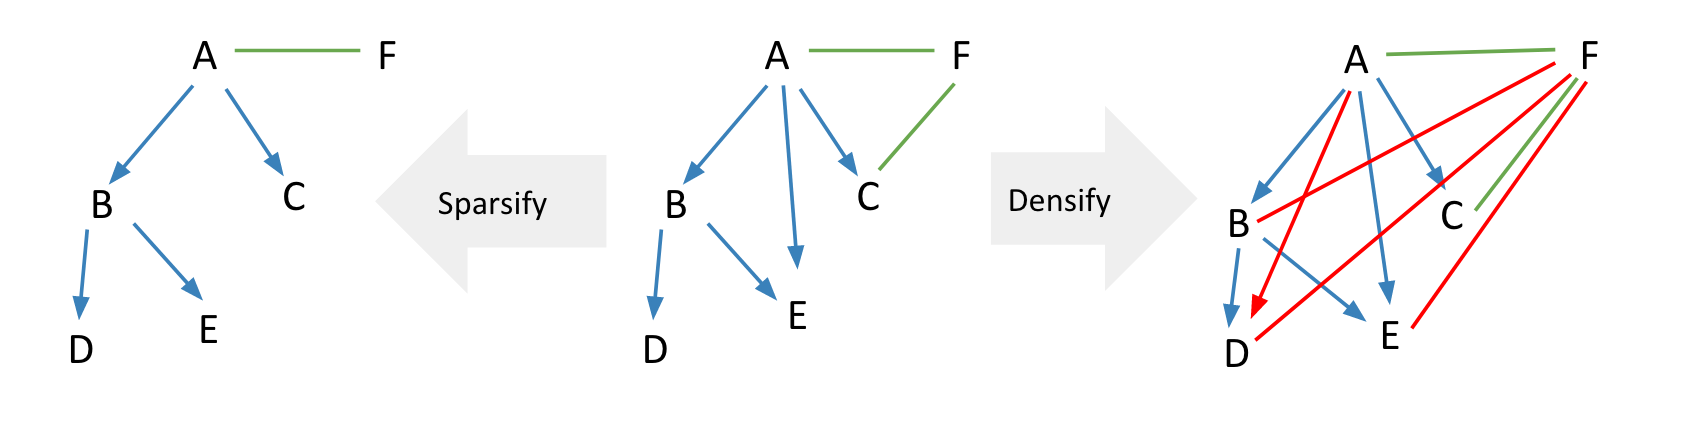 A F
B C
D E
Sparsify
A F
B C
D E
Densify
A F
B C
D E